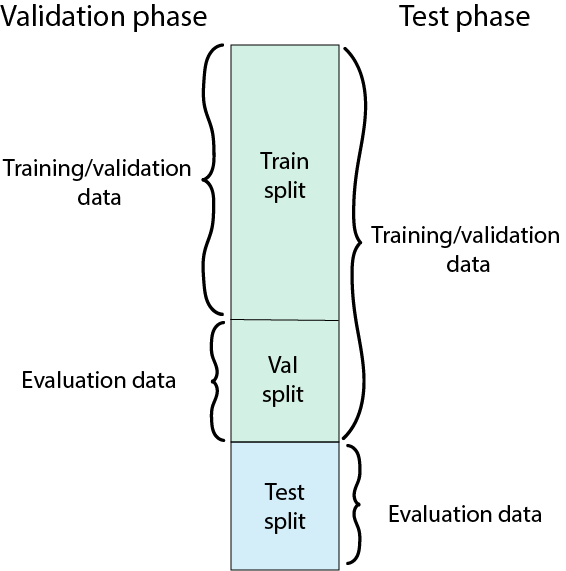 Validation phase
Test phase
Train
split
Training/validation
data
Training/validation
data
Val
split
Evaluation data
Test
split
Evaluation data